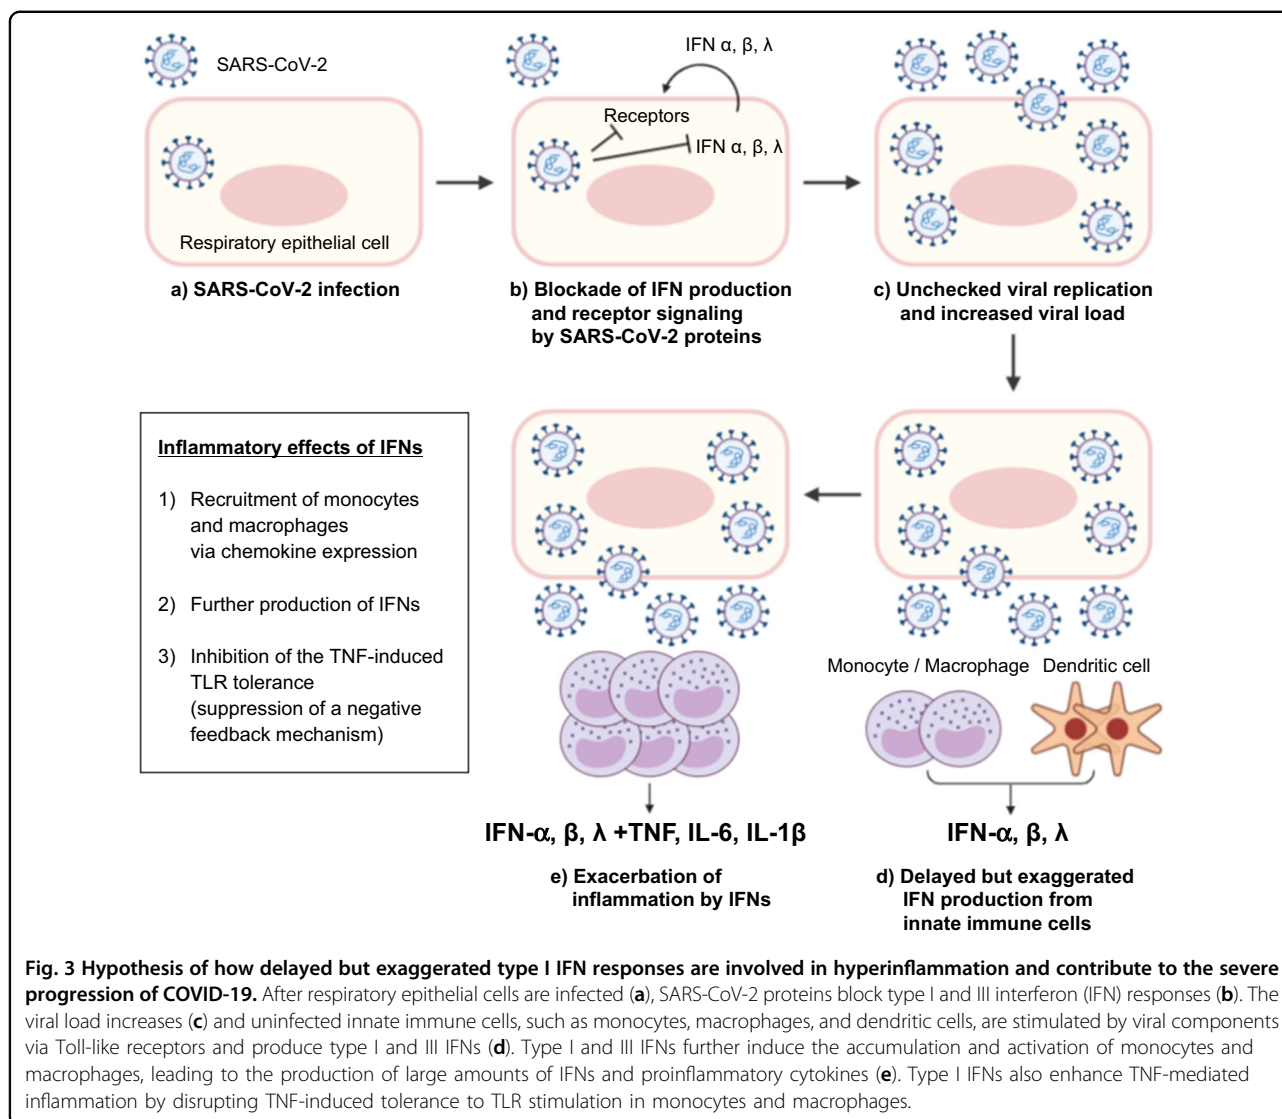 SARS-CoV-2
Respiratory epithelial cell
a) SARS-CoV-2 infection
IFN α, β, λ
Receptors
IFN α, β, λ
b) Blockade of IFN production
and receptor signaling
by SARS-CoV-2 proteins
c) Unchecked viral replication
and increased viral load
Monocyte / Macrophage
Dendritic cell
IFN-α, β, λ
d) Delayed but exaggerated
IFN production from
innate immune cells
IFN-α, β, λ +TNF, IL-6, IL-1β
e) Exacerbation of
inflammation by IFNs
Inflammatory effects of IFNs
1) Recruitment of monocytes
and macrophages
via chemokine expression
2) Further production of IFNs
3) Inhibition of the TNF-induced
TLR tolerance
(suppression of a negative
feedback mechanism)
Fig. 3 Hypothesis of how delayed but exaggerated type I IFN responses are involved in hyperinflammation and contribute to the severe
progression of COVID-19. After respiratory epithelial cells are infected (a), SARS-CoV-2 proteins block type I and III interferon (IFN) responses (b). The
viral load increases (c) and uninfected innate immune cells, such as monocytes, macrophages, and dendritic cells, are stimulated by viral components
via Toll-like receptors and produce type I and III IFNs (d). Type I and III IFNs further induce the accumulation and activation of monocytes and
macrophages, leading to the production of large amounts of IFNs and proinflammatory cytokines (e). Type I IFNs also enhance TNF-mediated
inflammation by disrupting TNF-induced tolerance to TLR stimulation in monocytes and macrophages.